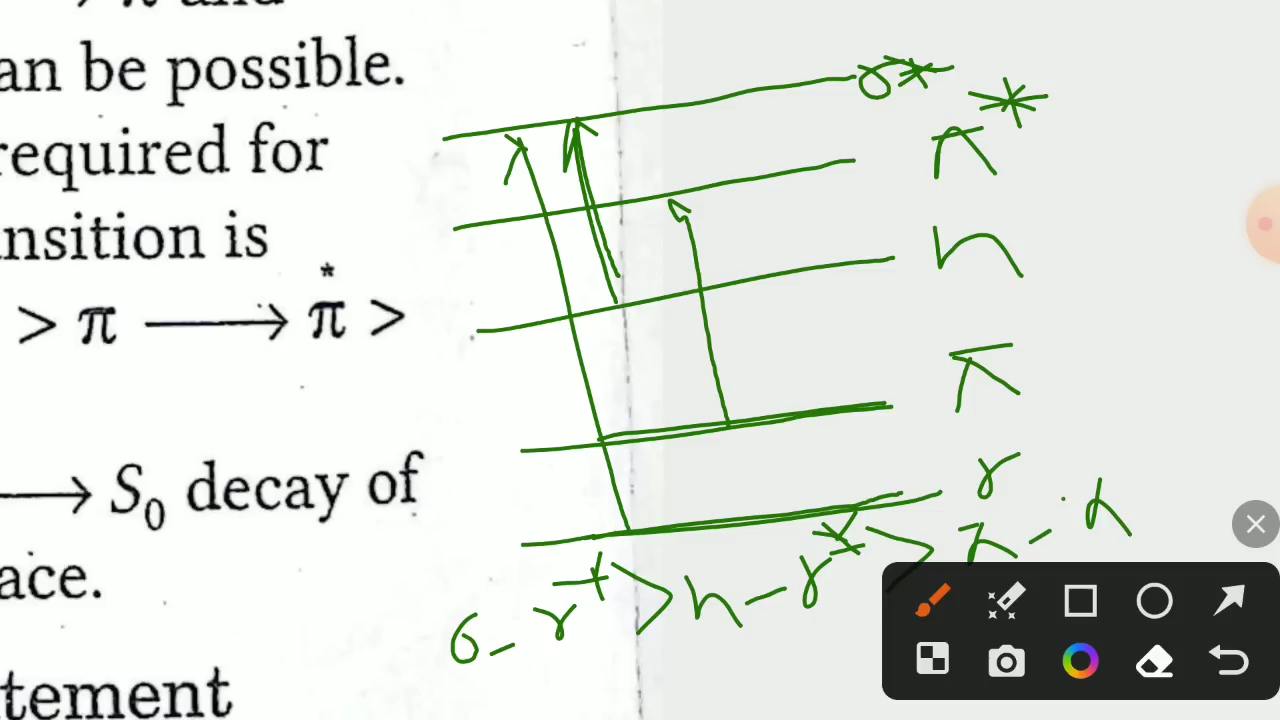 an be possible.
required for
nsition is
> π ⟶ π* >
⟶ S₀ decay of
ace.
tement
σ*
π*
n
π
σ
σ - σ* > n - σ* > π -